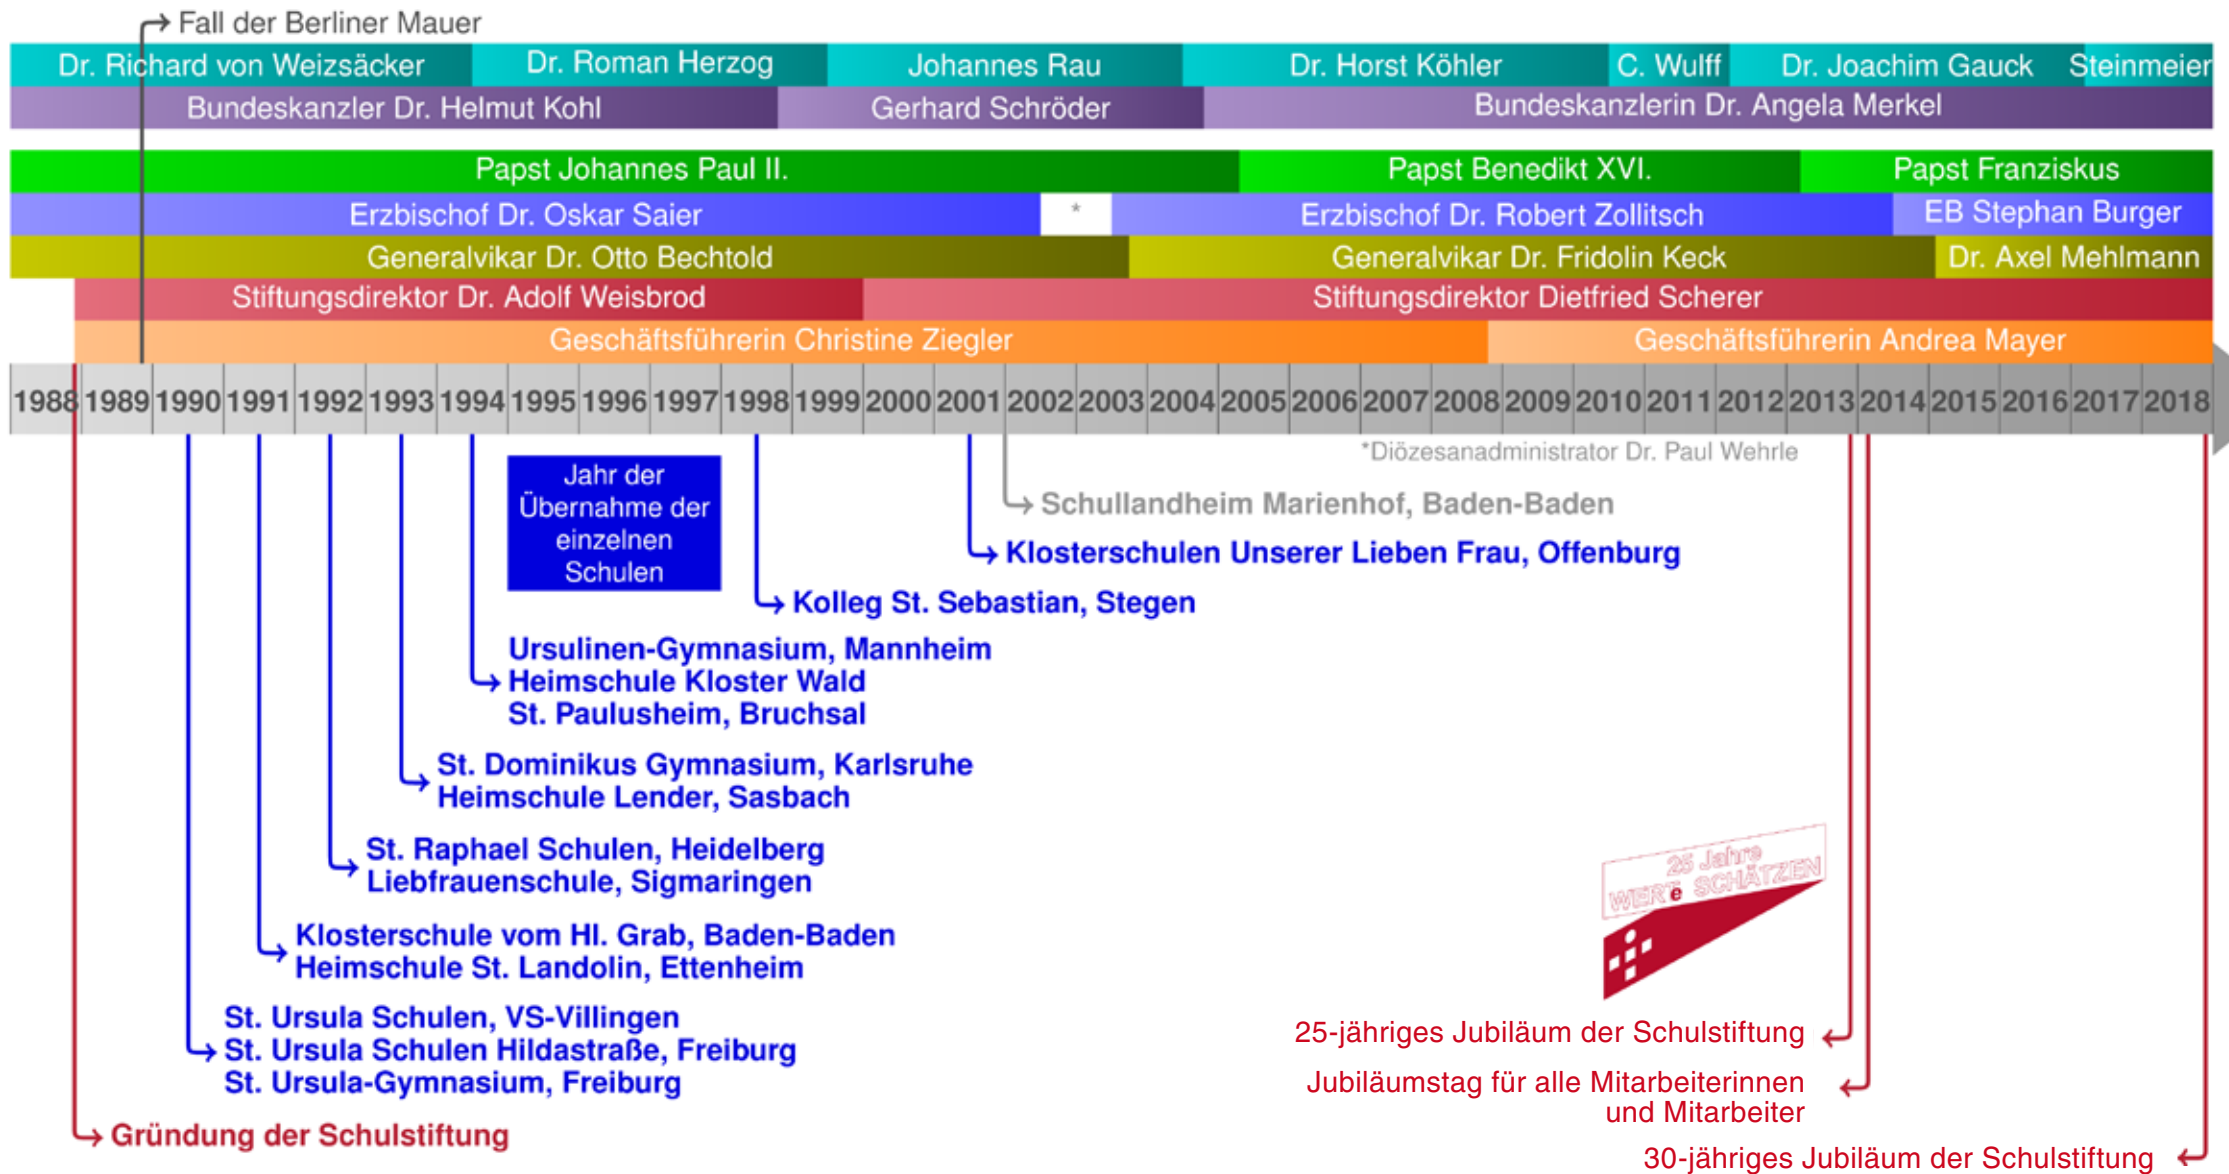 Fall der Berliner Mauer
Dr. Richard von Weizsäcker Dr. Roman Herzog Johannes Rau Dr. Horst Köhler C. Wulff Dr. Joachim Gauck Steinmeier
Bundeskanzler Dr. Helmut Kohl Gerhard Schröder Bundeskanzlerin Dr. Angela Merkel
Papst Johannes Paul II. Papst Benedikt XVI. Papst Franziskus
Erzbischof Dr. Oskar Saier * Erzbischof Dr. Robert Zollitsch EB Stephan Burger
Generalvikar Dr. Otto Bechtold Generalvikar Dr. Fridolin Keck Dr. Axel Mehlmann
Stiftungsdirektor Dr. Adolf Weisbrod Stiftungsdirektor Dietfried Scherer
Geschäftsführerin Christine Ziegler Geschäftsführerin Andrea Mayer
1988 1989 1990 1991 1992 1993 1994 1995 1996 1997 1998 1999 2000 2001 2002 2003 2004 2005 2006 2007 2008 2009 2010 2011 2012 2013 2014 2015 2016 2017 2018
*Diözesanadministrator Dr. Paul Wehrle
Jahr der
Übernahme der
einzelnen
Schulen
Schullandheim Marienhof, Baden-Baden
Klosterschulen Unserer Lieben Frau, Offenburg
Kolleg St. Sebastian, Stegen
Ursulinen-Gymnasium, Mannheim
Heimschule Kloster Wald
St. Paulusheim, Bruchsal
St. Dominikus Gymnasium, Karlsruhe
Heimschule Lender, Sasbach
St. Raphael Schulen, Heidelberg
Liebfrauenschule, Sigmaringen
Klosterschule vom Hl. Grab, Baden-Baden
Heimschule St. Landolin, Ettenheim
St. Ursula Schulen, VS-Villingen
St. Ursula Schulen Hildastraße, Freiburg
St. Ursula-Gymnasium, Freiburg
Gründung der Schulstiftung
25 Jahre
WERTe SCHÄTZEN
25-jähriges Jubiläum der Schulstiftung
Jubiläumstag für alle Mitarbeiterinnen
und Mitarbeiter
30-jähriges Jubiläum der Schulstiftung